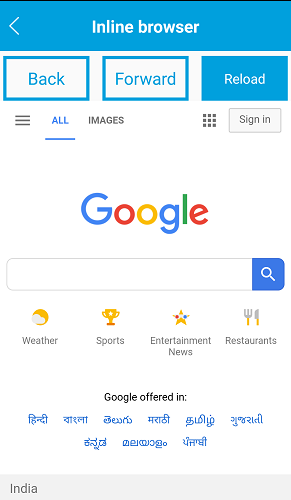 Inline browser
Back Forward Reload
ALL IMAGES Sign in
Google
Weather Sports Entertainment News Restaurants
Google offered in:
हिन्दी বাংলা తెలుగు मराठी தமிழ் ગુજરાતી
ಕನ್ನಡ മലയാളം ਪੰਜਾਬੀ
India